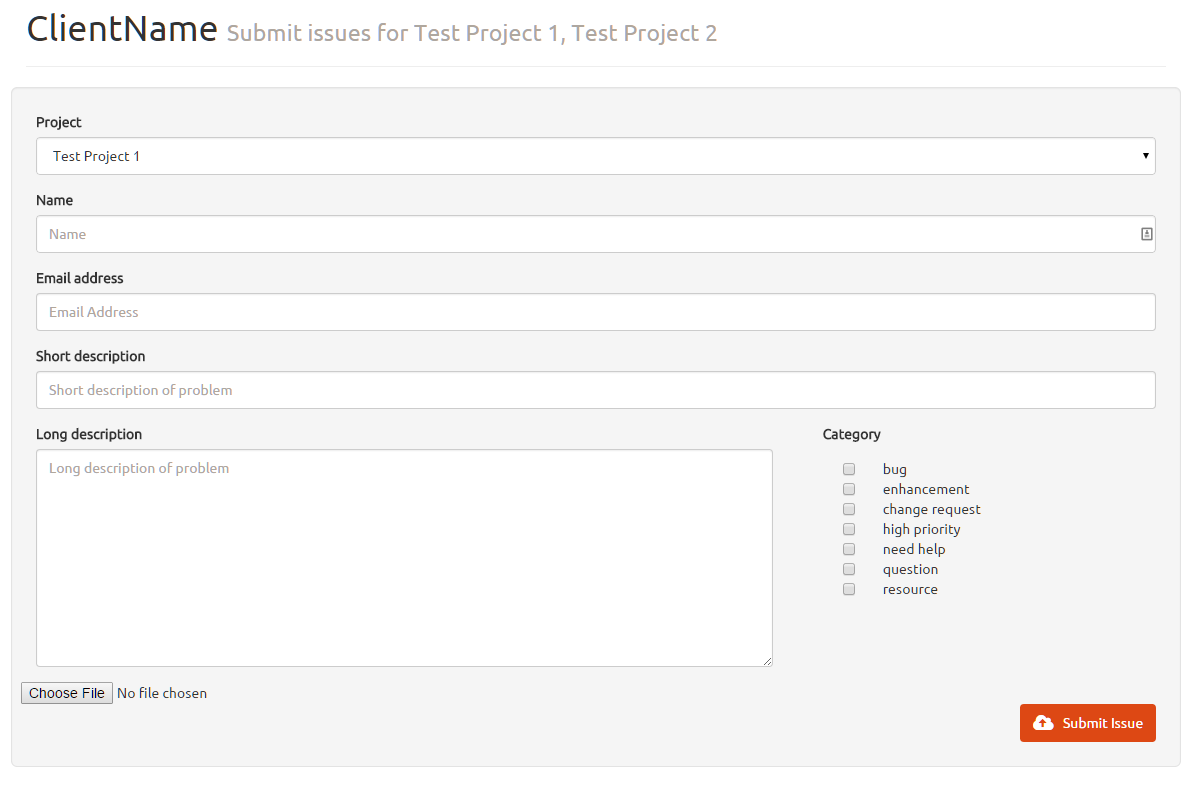 ClientName Submit issues for Test Project 1, Test Project 2
Project
Test Project 1
Name
Name
Email address
Email Address
Short description
Short description of problem
Long description
Long description of problem
Category
bug
enhancement
change request
high priority
need help
question
resource
Choose File No file chosen
Submit Issue